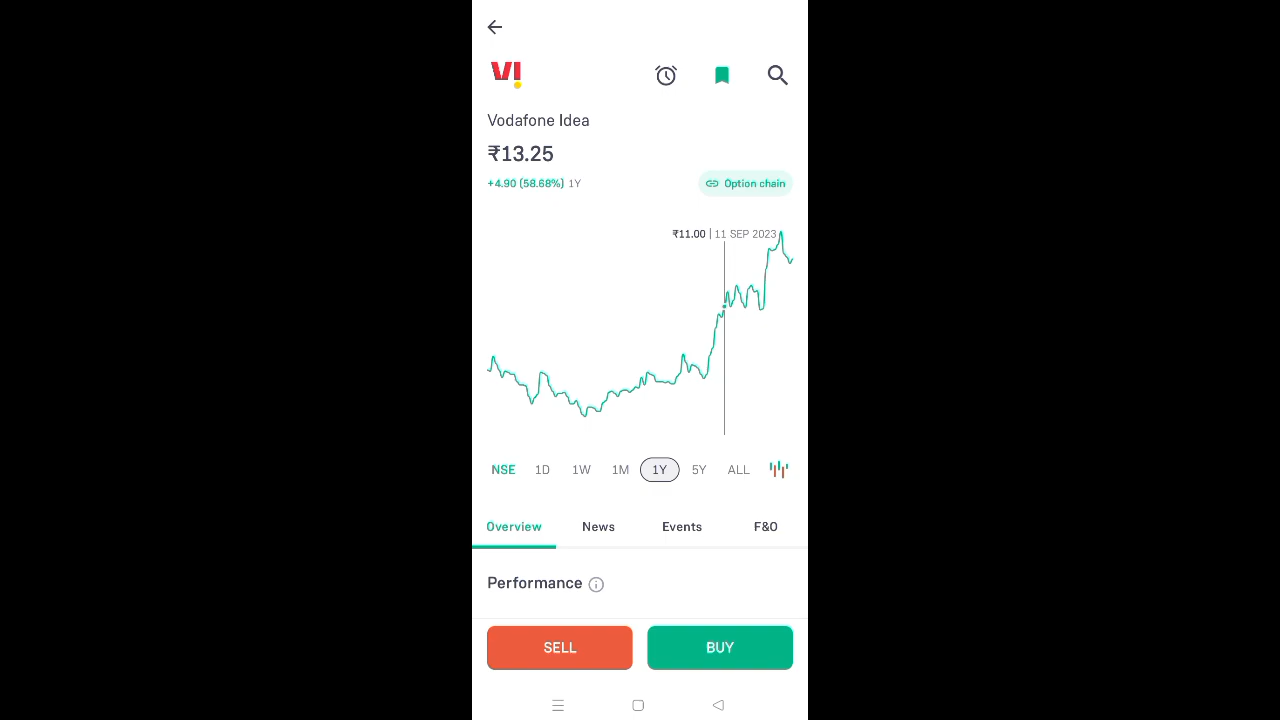 VI
Vodafone Idea
₹13.25
+4.90 (58.68%) 1Y
Option chain
₹11.00 | 11 SEP 2023
NSE 1D 1W 1M 1Y 5Y ALL
Overview News Events F&O
Performance
SELL BUY